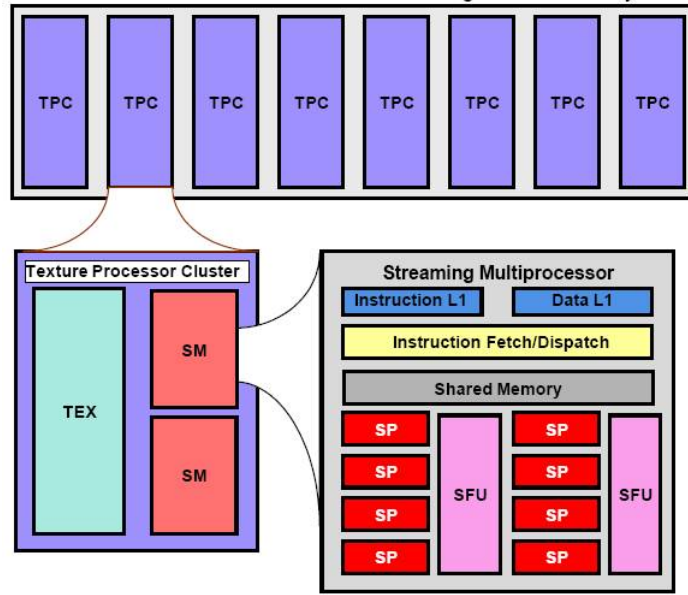 TPC TPC TPC TPC TPC TPC TPC TPC
Texture Processor Cluster
TEX
SM
SM
Streaming Multiprocessor
Instruction L1 Data L1
Instruction Fetch/Dispatch
Shared Memory
SP SP
SP SP
SFU SFU
SP SP
SP SP